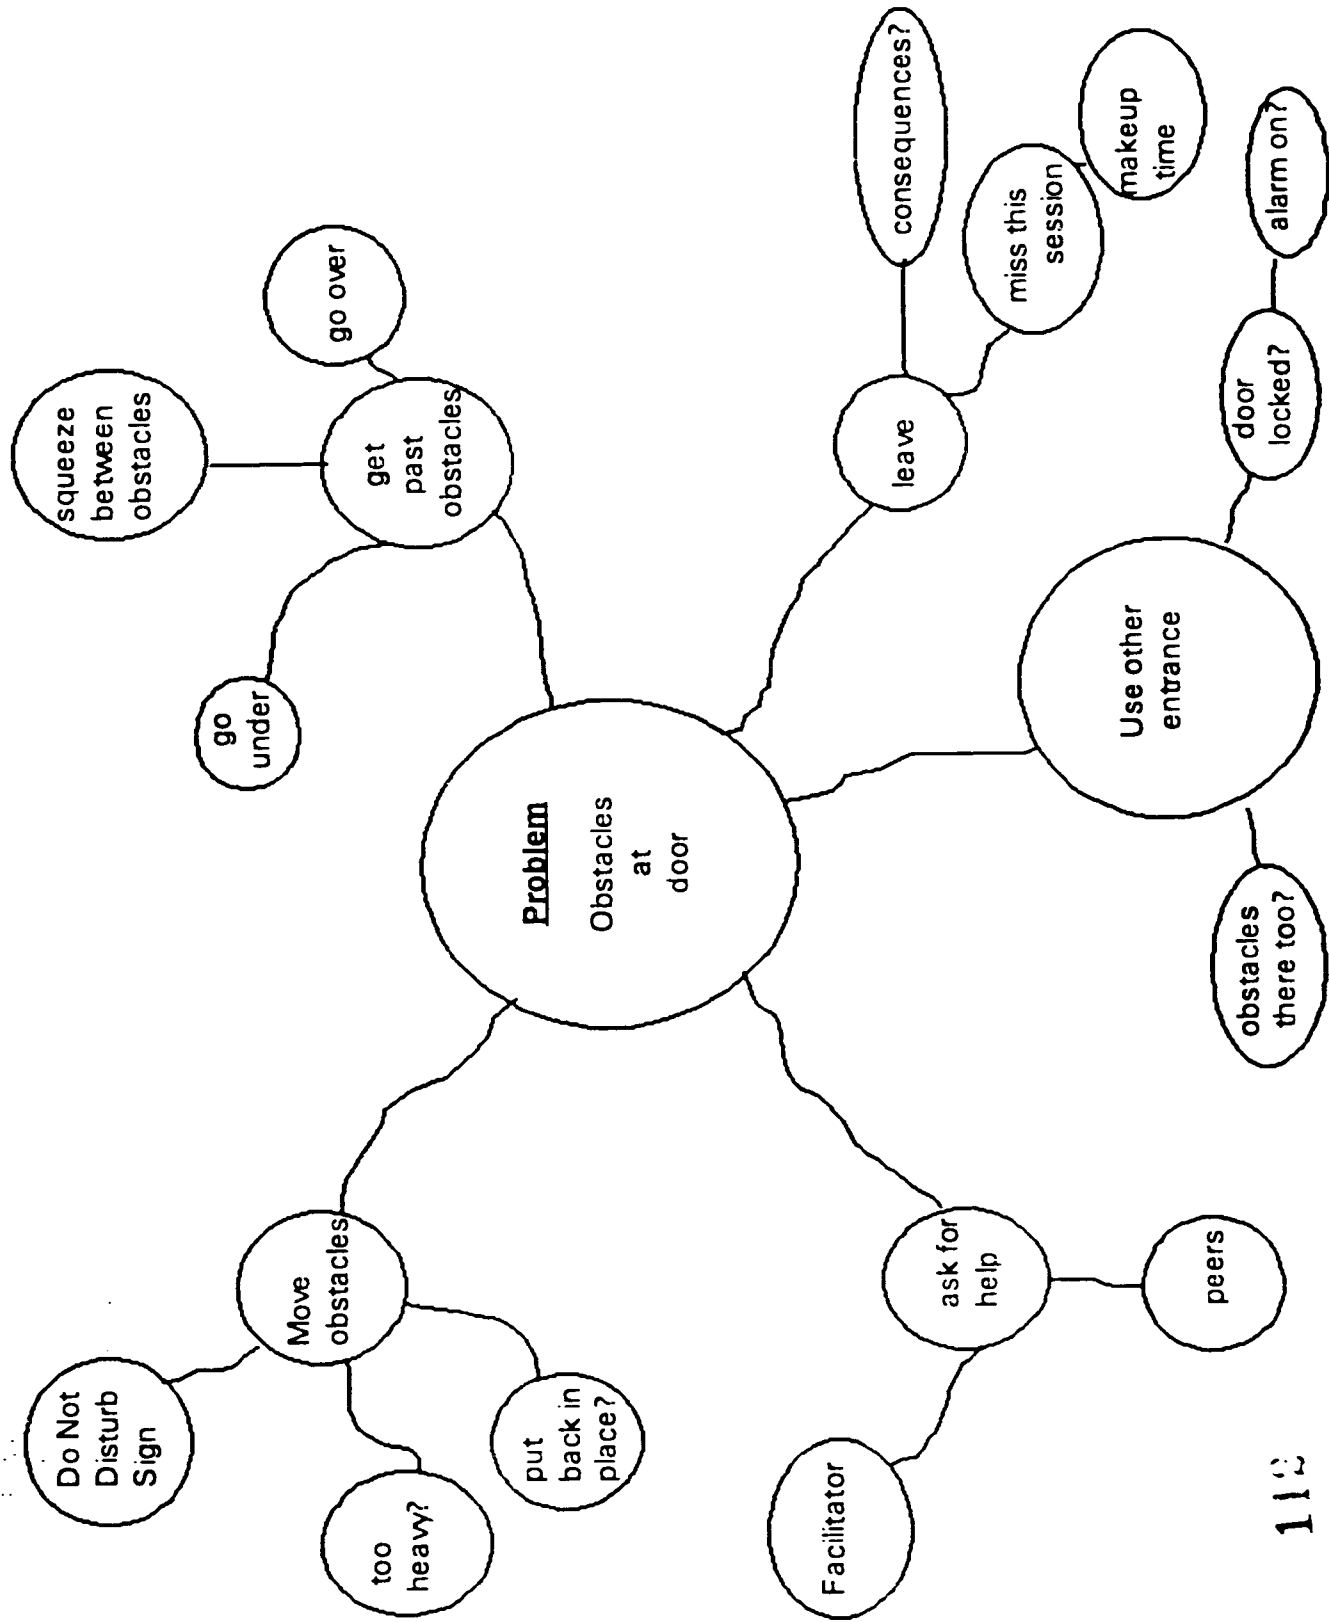 Do Not
Disturb
Sign
Move
obstacles
too
heavy?
put
back in
place?
go
under
squeeze
between
obstacles
get
past
obstacles
go over
Problem
Obstacles
at
door
leave
consequences?
miss this
session
makeup
time
Facilitator
ask for
help
peers
Use other
entrance
obstacles
there too?
door
locked?
alarm on?